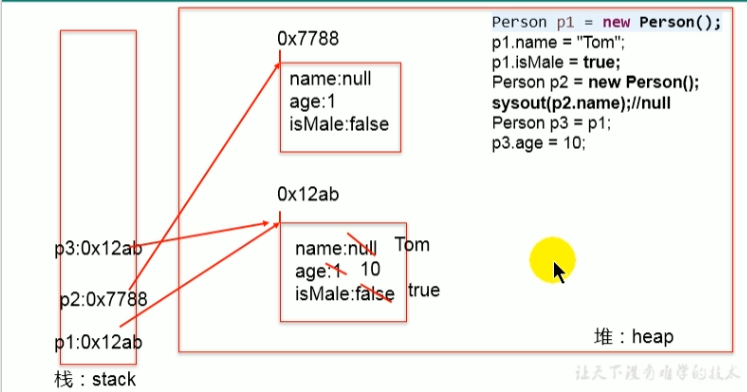 Person p1 = new Person();
p1.name = "Tom";
p1.isMale = true;
Person p2 = new Person();
sysout(p2.name);//null
Person p3 = p1;
p3.age = 10;
0x7788
name:null
age:1
isMale:false
0x12ab
name:null Tom
age:1 10
isMale:false true
p3:0x12ab
p2:0x7788
p1:0x12ab
栈：stack
堆：heap
让天下没有难学的技术